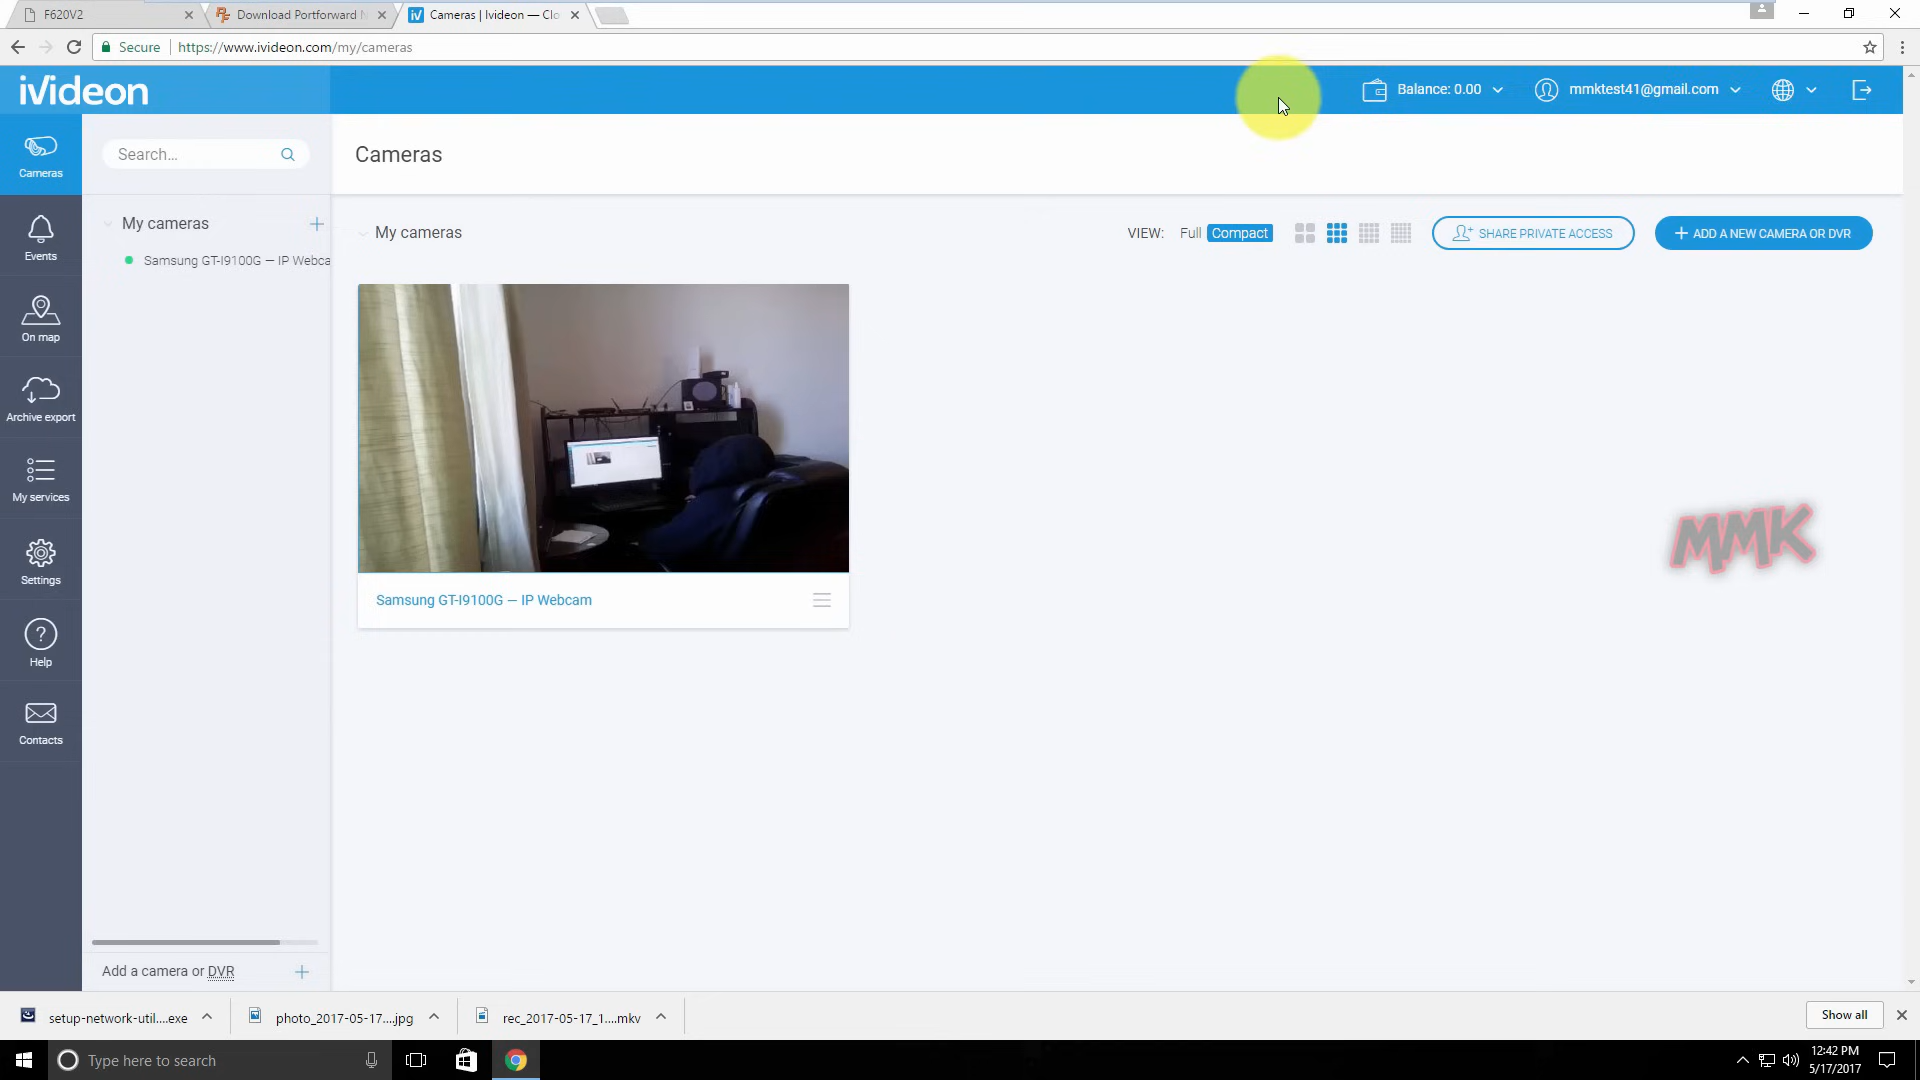 F620V2
Download Portforward N
Cameras | Ivideon — Clo
Secure
https://www.ivideon.com/my/cameras
iVideon
Balance: 0.00
mmktest41@gmail.com
Cameras
Search...
Cameras
Events
On map
Archive export
My services
Settings
Help
Contacts
My cameras
Samsung GT-I9100G — IP Webca
My cameras
VIEW: Full Compact
SHARE PRIVATE ACCESS
ADD A NEW CAMERA OR DVR
Samsung GT-I9100G — IP Webcam
MMK
Add a camera or DVR
setup-network-util....exe
photo_2017-05-17....jpg
rec_2017-05-17_1....mkv
Show all
Type here to search
12:42 PM
5/17/2017